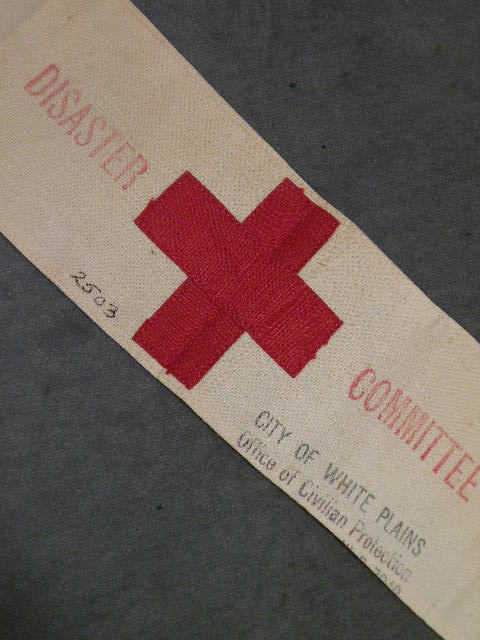 DISASTER
COMMITTEE
2503
CITY OF WHITE PLAINS
Office of Civilian Protection